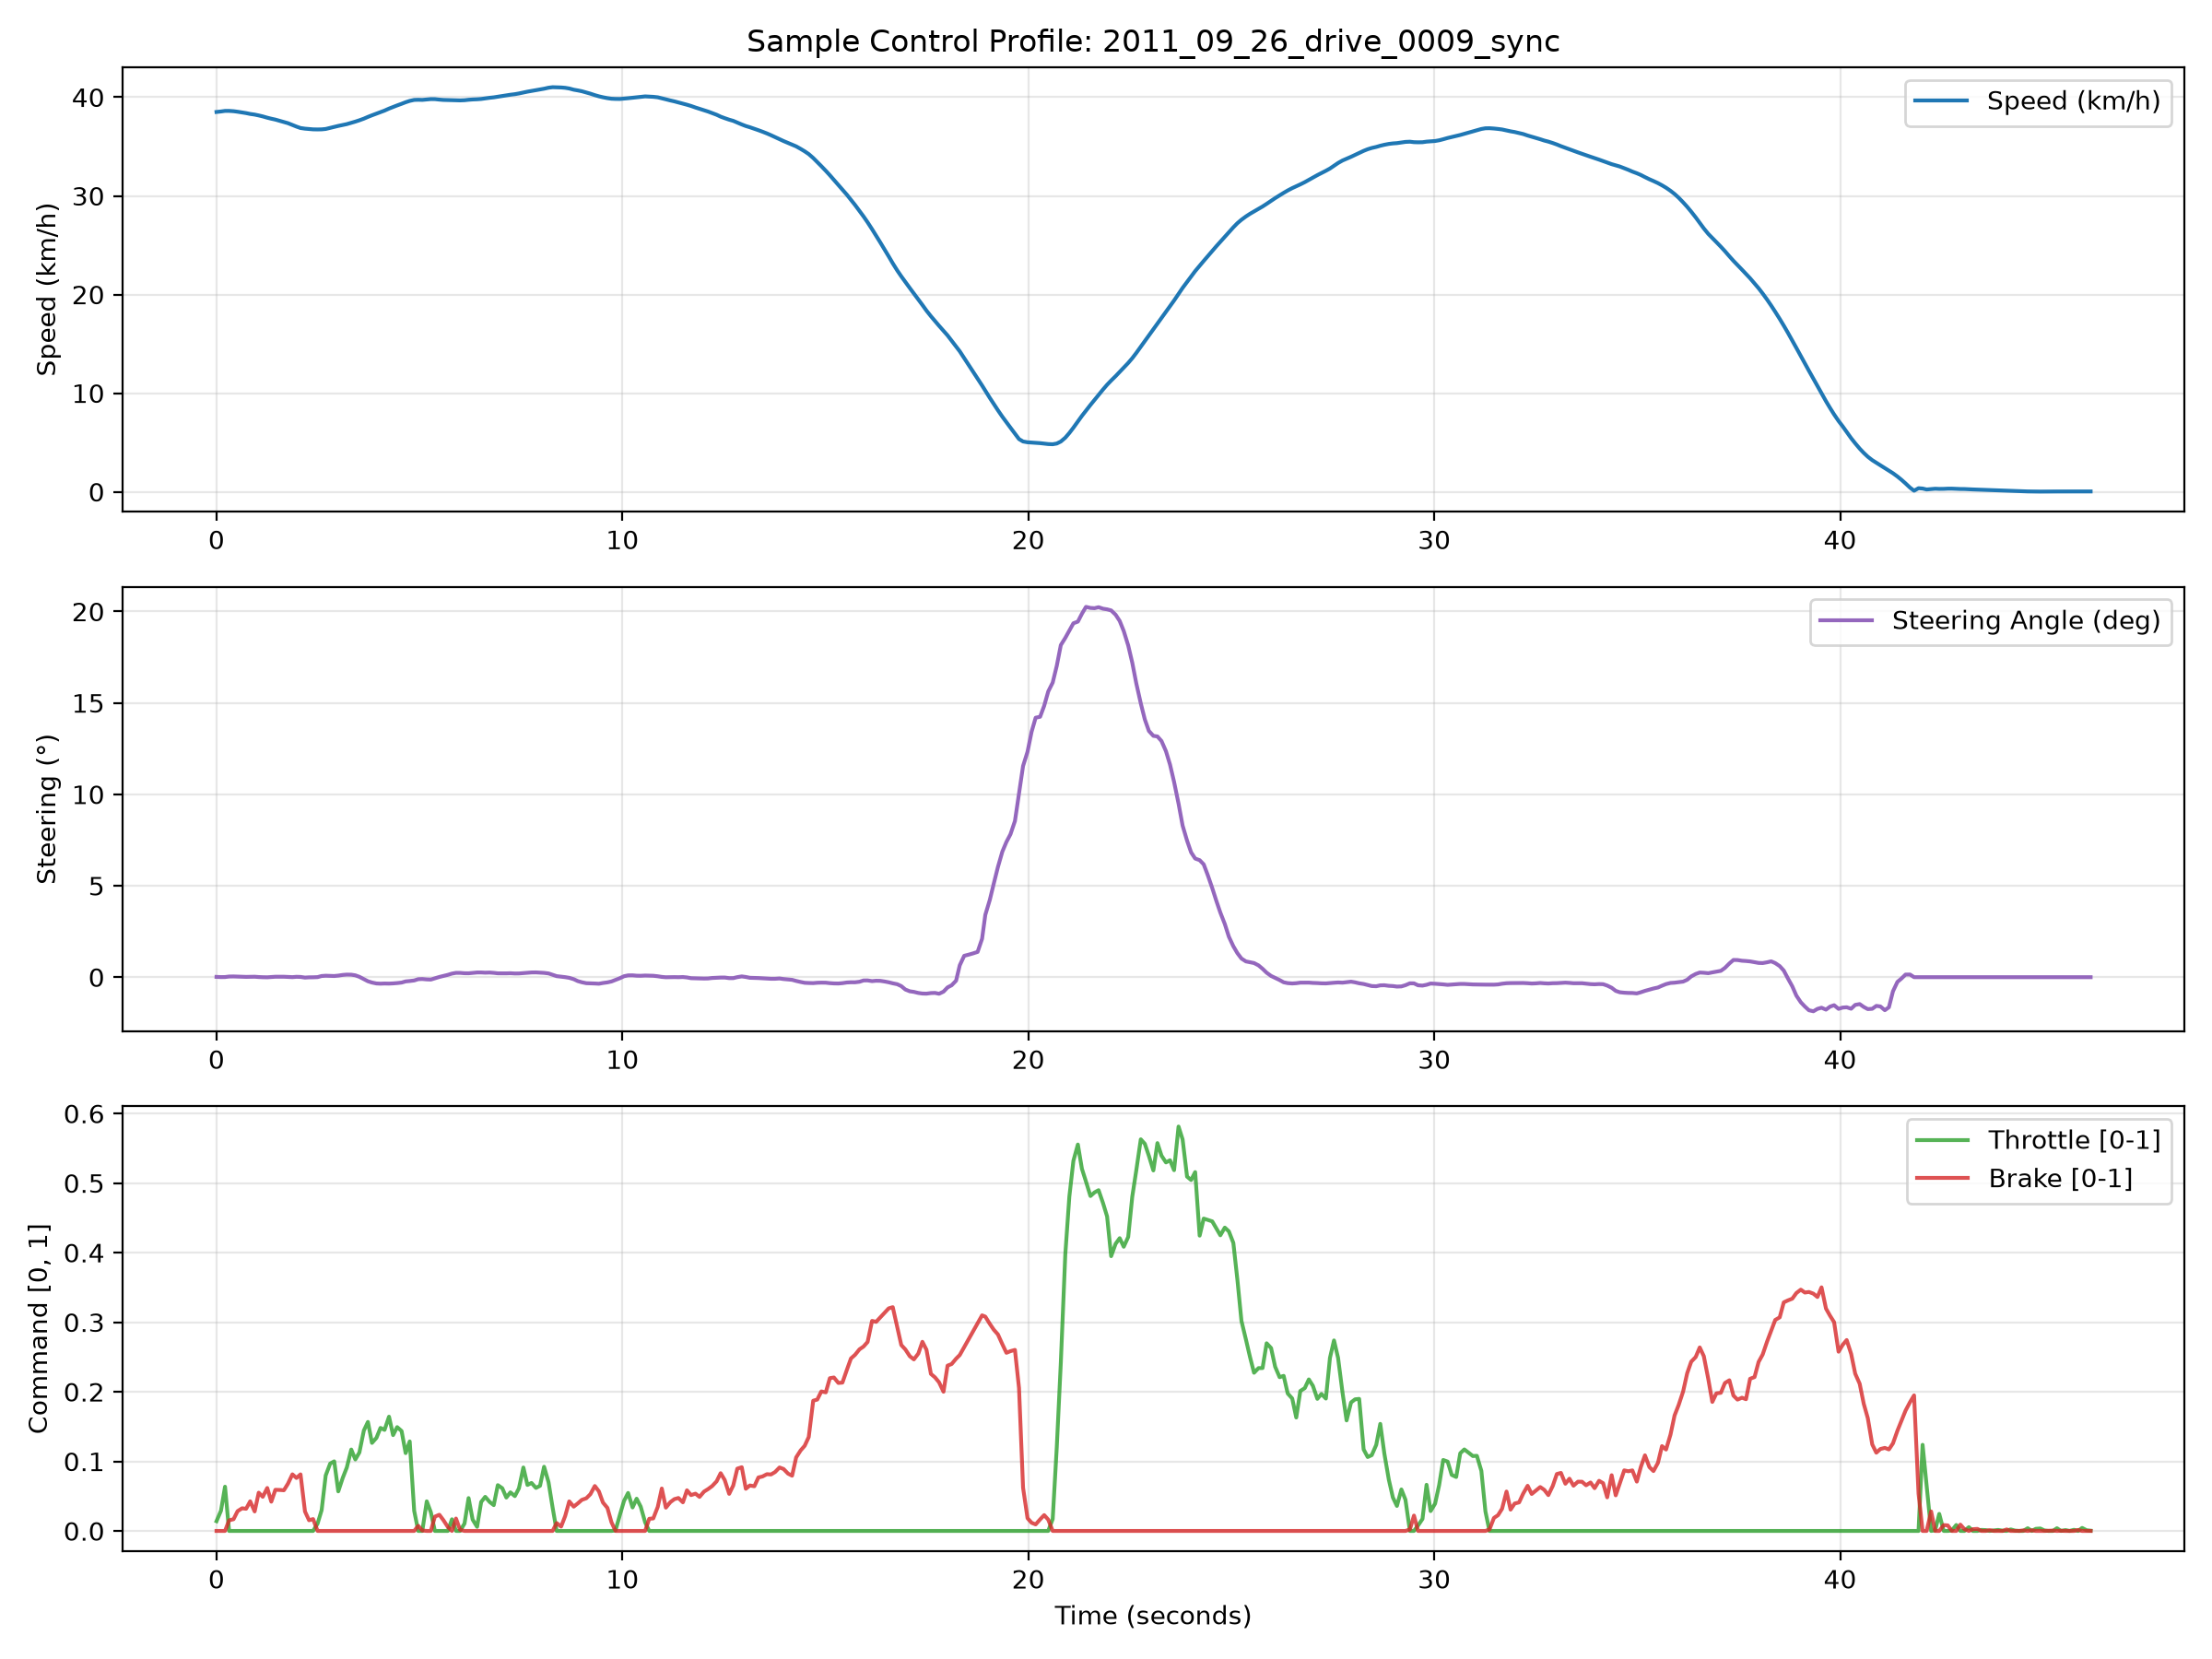 Sample Control Profile: 2011_09_26_drive_0009_sync
Speed (km/h)
40
30
20
10
0
Speed (km/h)
0 10 20 30 40
Steering Angle (deg)
20
15
10
5
0
Steering (°)
0 10 20 30 40
Throttle [0-1]
Brake [0-1]
0.6
0.5
0.4
0.3
0.2
0.1
0.0
Command [0, 1]
0 10 20 30 40
Time (seconds)